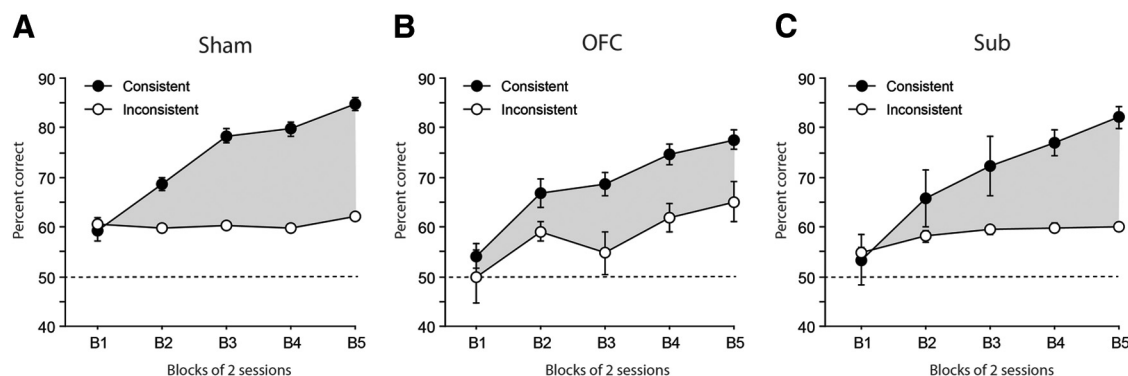 A
Sham
90
80
70
60
50
40
Percent correct
Consistent
Inconsistent
B1 B2 B3 B4 B5
Blocks of 2 sessions
B
OFC
90
80
70
60
50
40
Percent correct
Consistent
Inconsistent
B1 B2 B3 B4 B5
Blocks of 2 sessions
C
Sub
90
80
70
60
50
40
Percent correct
Consistent
Inconsistent
B1 B2 B3 B4 B5
Blocks of 2 sessions